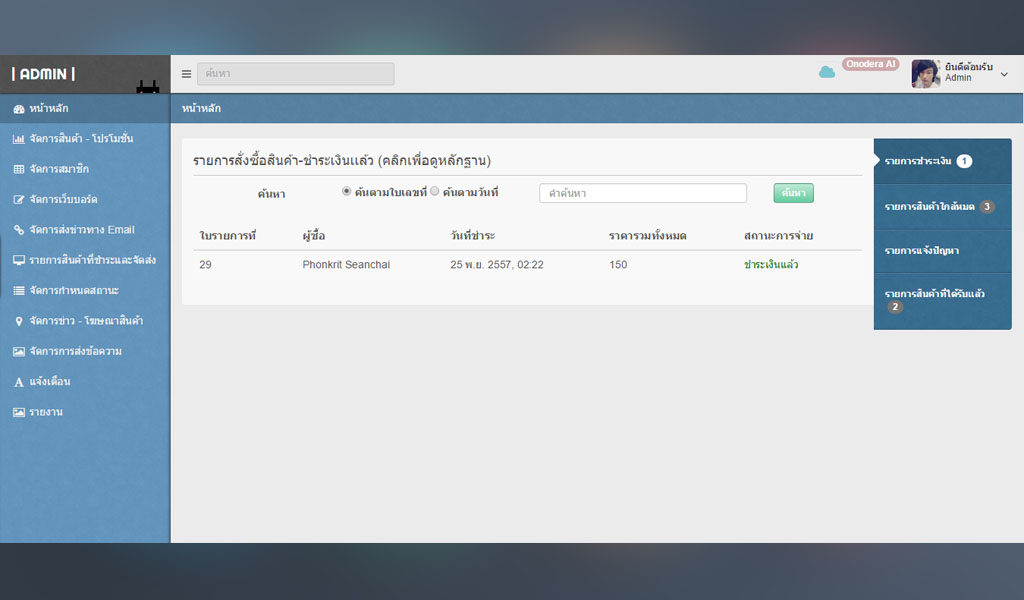 | ADMIN |
ค้นหา
Onodera AI
ยินดีต้อนรับ
Admin
หน้าหลัก
จัดการสินค้า - โปรโมชั่น
จัดการสมาชิก
จัดการเว็บบอร์ด
จัดการส่งข่าวทาง Email
รายการสินค้าที่ชำระและจัดส่ง
จัดการกำหนดสถานะ
จัดการข่าว - โฆษณาสินค้า
จัดการการส่งข้อความ
แจ้งเตือน
รายงาน
หน้าหลัก
รายการสั่งซื้อสินค้า-ชำระเงินแล้ว (คลิกเพื่อดูหลักฐาน)
ค้นหา ค้นตามใบเลขที่ ค้นตามวันที่ คำค้นหา ค้นหา
ใบรายการที่ ผู้ซื้อ วันที่ชำระ ราคารวมทั้งหมด สถานะการจ่าย
29 Phonkrit Seanchai 25 พ.ย. 2557, 02:22 150 ชำระเงินแล้ว
รายการชำระเงิน 1
รายการสินค้าใกล้หมด 3
รายการแจ้งปัญหา
รายการสินค้าที่ได้รับแล้ว
2